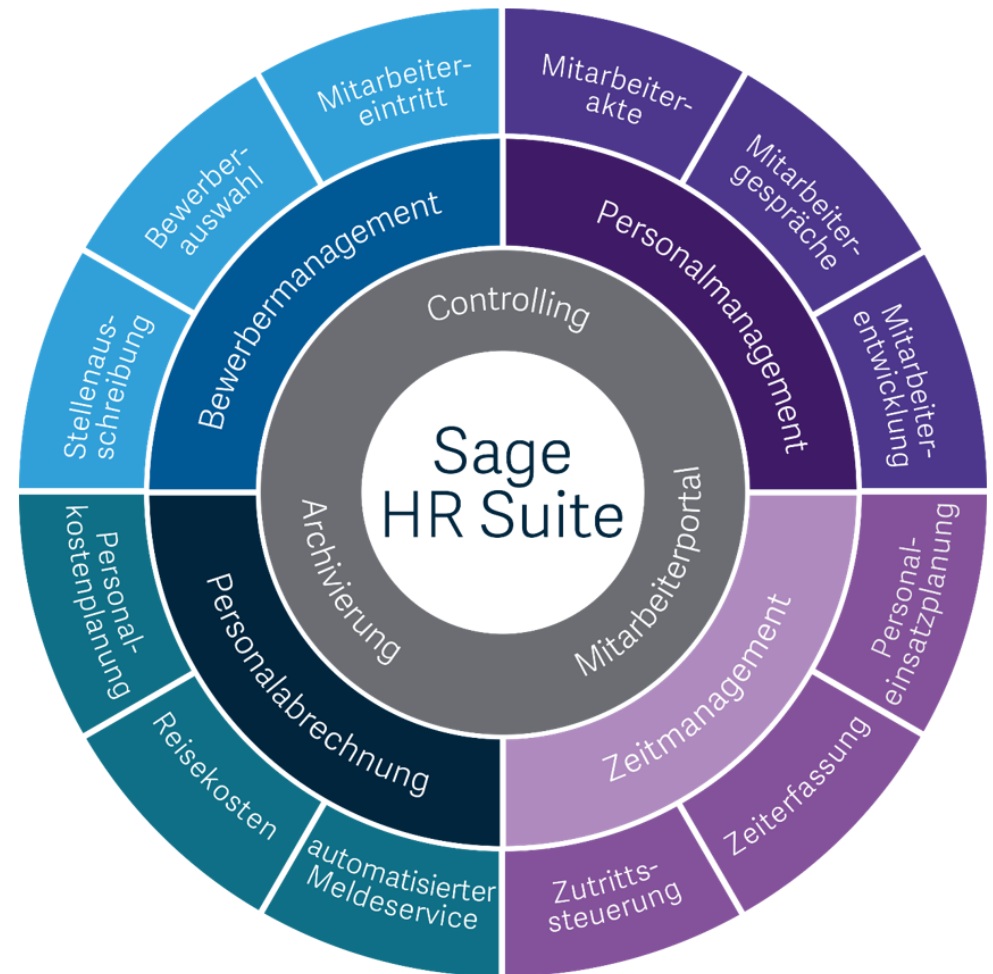 Sage
HR Suite
Controlling
Mitarbeiterportal
Archivierung
Bewerbermanagement
Personalmanagement
Zeitmanagement
Personalabrechnung
Mitarbeiter-
eintritt
Mitarbeiter-
akte
Mitarbeiter-
gespräche
Mitarbeiter-
entwicklung
Personal-
einsatzplanung
Zeiterfassung
Zutritts-
steuerung
automatisierter
Meldeservice
Reisekosten
Personal-
kostenplanung
Stellenaus-
schreibung
Bewerber-
auswahl